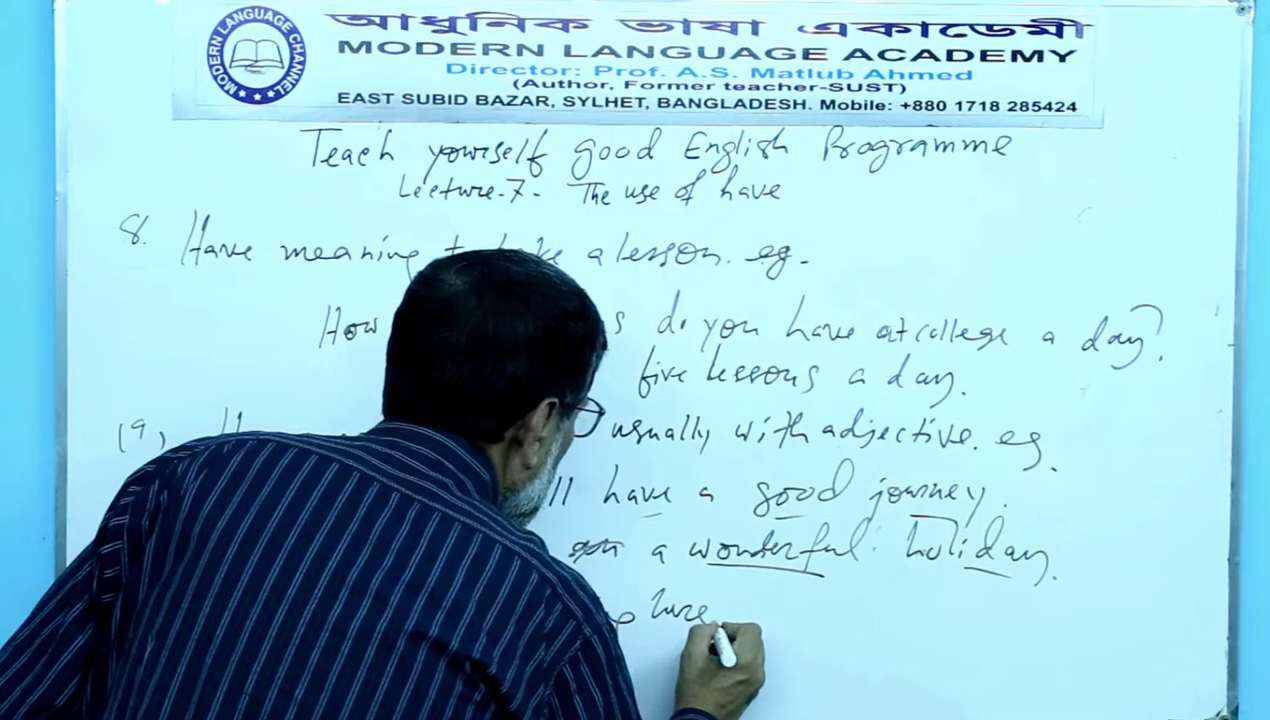 MODERN LANGUAGE CHANNEL
আধুনিক ভাষা একাডেমী
MODERN LANGUAGE ACADEMY
Director: Prof. A.S. Matlub Ahmed
(Author, Former teacher-SUST)
EAST SUBID BAZAR, SYLHET, BANGLADESH. Mobile: +880 1718 285424
Teach yourself good English Programme
Lecture-7- The use of have
8. Have meaning a lesson. eg-
How do you have at college a day?
five lessons a day.
usually with adjective. eg.
have a good journey.
a wonderful holiday.